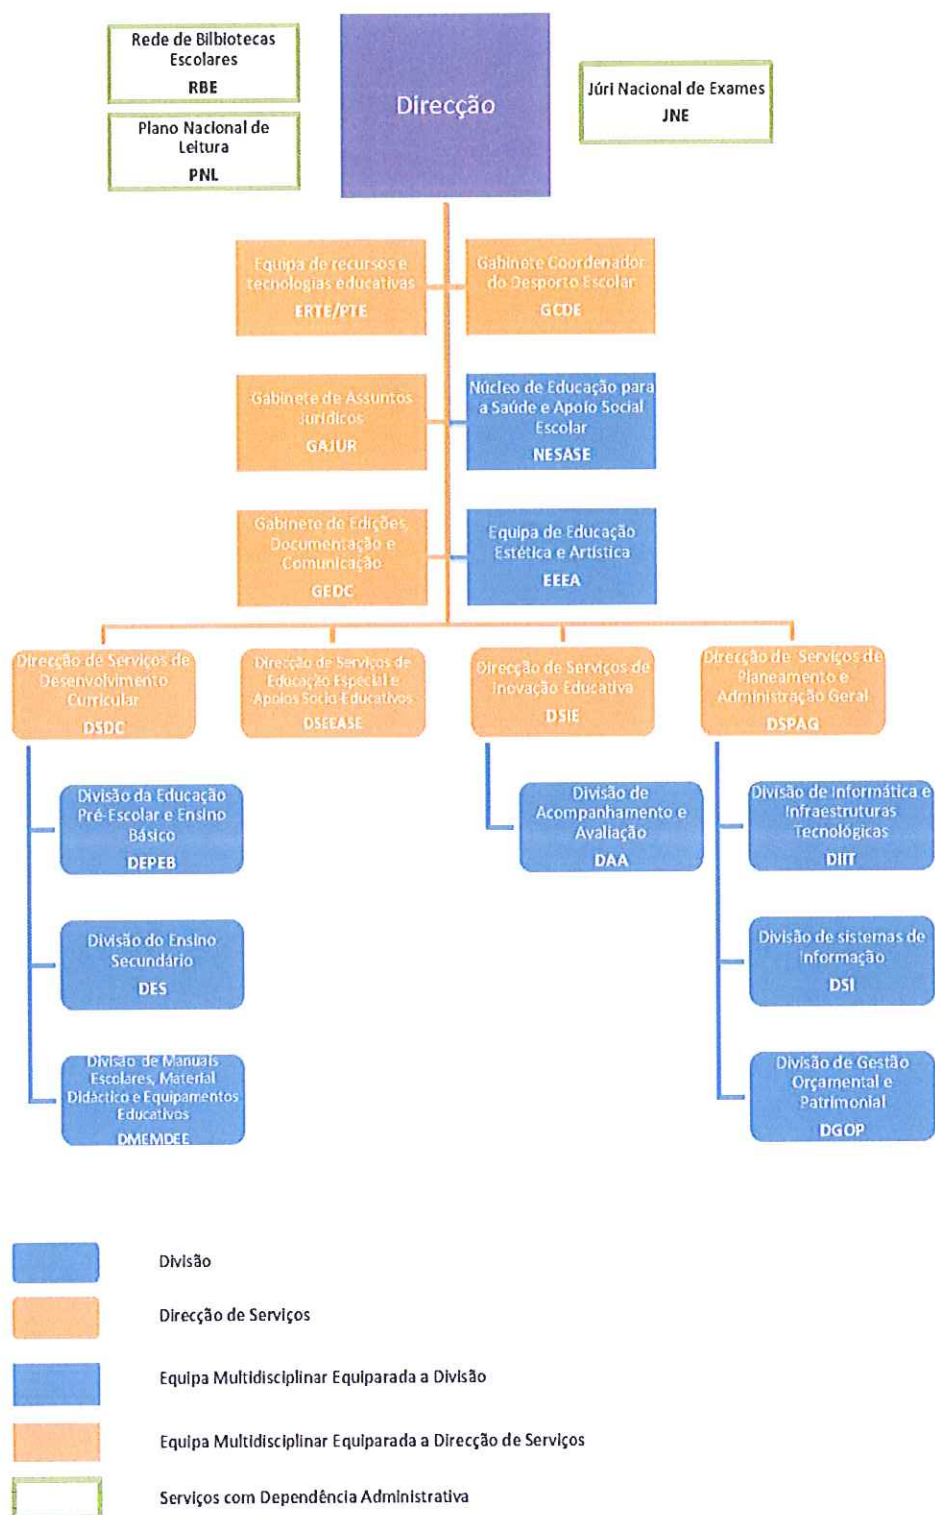 Rede de Bilbiotecas
Escolares
RBE
Plano Nacional de
Leitura
PNL
Direcção
Júri Nacional de Exames
JNE
Equipa de recursos e
tecnologias educativas
ERTE/PTE
Gabinete Coordenador
do Desporto Escolar
GCDE
Gabinete de Assuntos
Jurídicos
GAJUR
Núcleo de Educação para
a Saúde e Apoio Social
Escolar
NESASE
Gabinete de Edições,
Documentação e
Comunicação
GEDC
Equipa de Educação
Estética e Artística
EEEA
Direcção de Serviços de
Desenvolvimento
Curricular
DSDC
Direcção de Serviços de
Educação Especial e
Apoios Socio-Educativos
DSEEASE
Direcção de Serviços de
Inovação Educativa
DSIE
Direcção de Serviços de
Planeamento e
Administração Geral
DSPAG
Divisão da Educação
Pré-Escolar e Ensino
Básico
DEPEB
Divisão do Ensino
Secundário
DES
Divisão de Manuais
Escolares, Material
Didáctico e Equipamentos
Educativos
DMEMDEE
Divisão de
Acompanhamento e
Avaliação
DAA
Divisão de Informática e
Infraestruturas
Tecnológicas
DIIT
Divisão de sistemas de
Informação
DSI
Divisão de Gestão
Orçamental e
Patrimonial
DGOP
Divisão
Direcção de Serviços
Equipa Multidisciplinar Equiparada a Divisão
Equipa Multidisciplinar Equiparada a Direcção de Serviços
Serviços com Dependência Administrativa